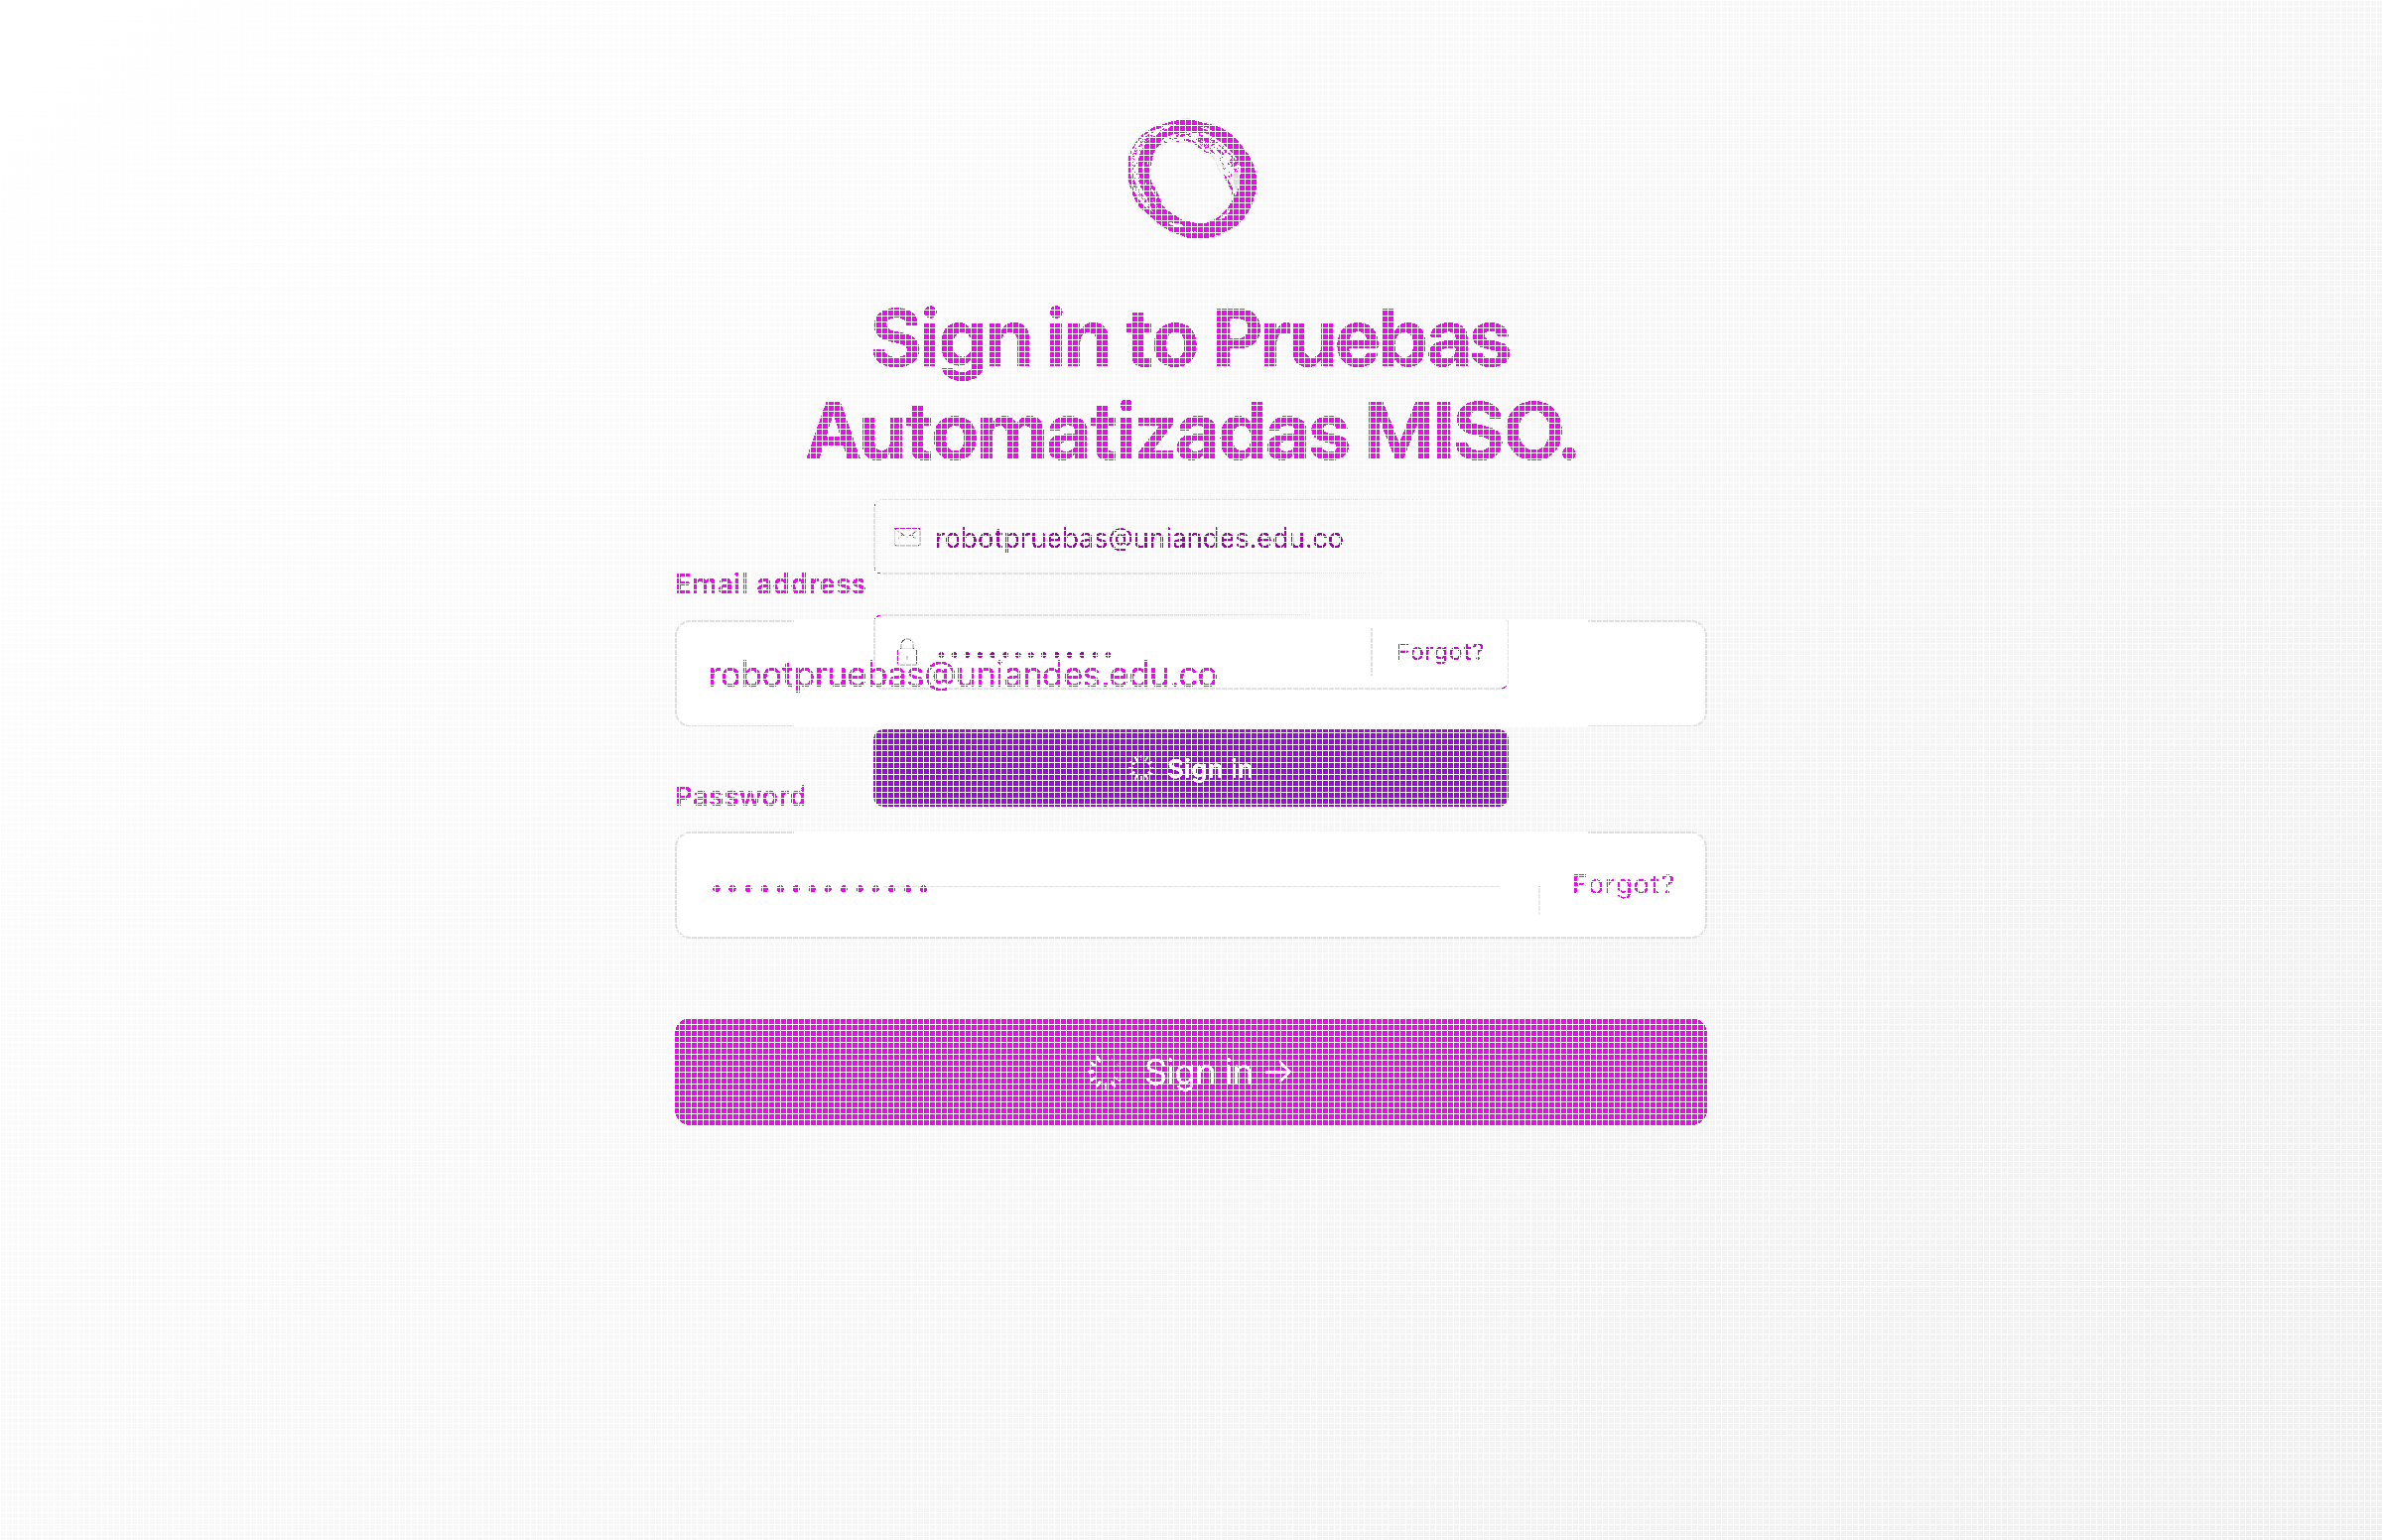 Sign in to Pruebas
Automatizadas MISO.
robotpruebas@uniandes.edu.co
Email address
Forgot?
robotpruebas@uniandes.edu.co
Sign in
Password
Forgot?
Sign in →